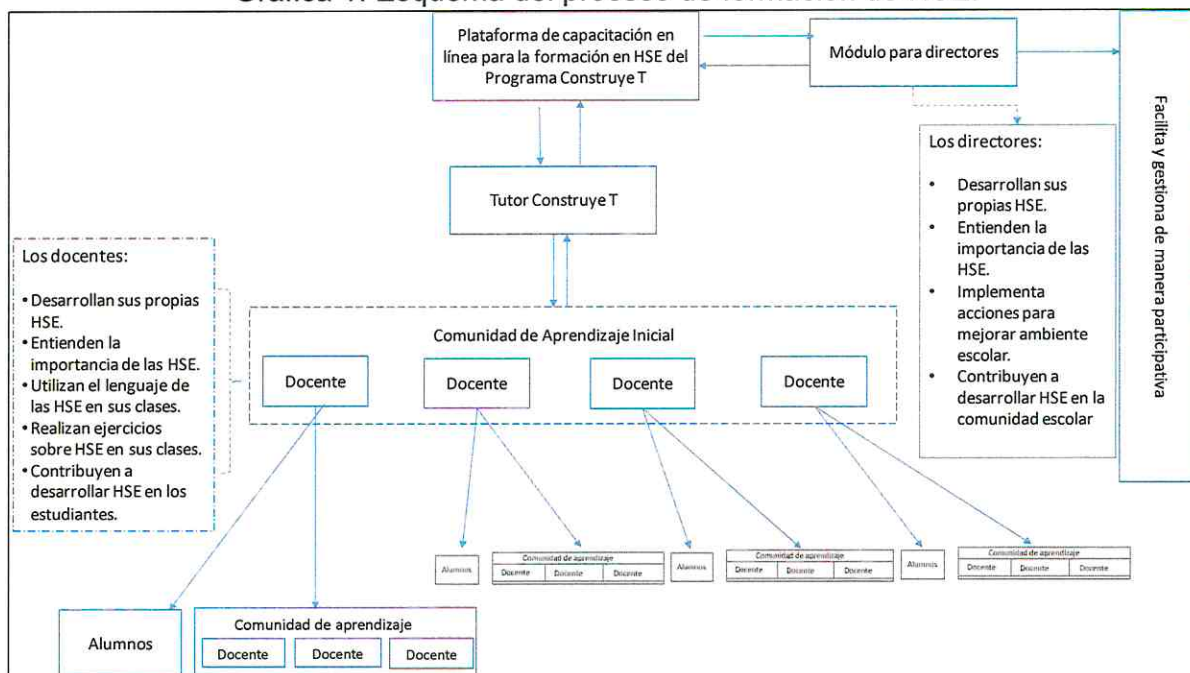 Esquema del proceso de formación de
Plataforma de capacitación en
línea para la formación en HSE del
Programa Construye T
Módulo para directores
Facilita y gestiona de manera participativa
Los directores:
• Desarrollan sus
propias HSE.
• Entienden la
importancia de las
HSE.
• Implementa
acciones para
mejorar ambiente
escolar.
• Contribuyen a
desarrollar HSE en la
comunidad escolar
Tutor Construye T
Los docentes:
• Desarrollan sus propias
HSE.
• Entienden la
importancia de las HSE.
• Utilizan el lenguaje de
las HSE en sus clases.
• Realizan ejercicios
sobre HSE en sus clases.
• Contribuyen a
desarrollar HSE en los
estudiantes.
Comunidad de Aprendizaje Inicial
Docente
Docente
Docente
Docente
Alumnos
Comunidad de aprendizaje
Docente Docente Docente
Alumnos
Comunidad de aprendizaje
Docente Docente Docente
Alumnos
Comunidad de aprendizaje
Docente Docente Docente
Alumnos
Comunidad de aprendizaje
Docente Docente Docente